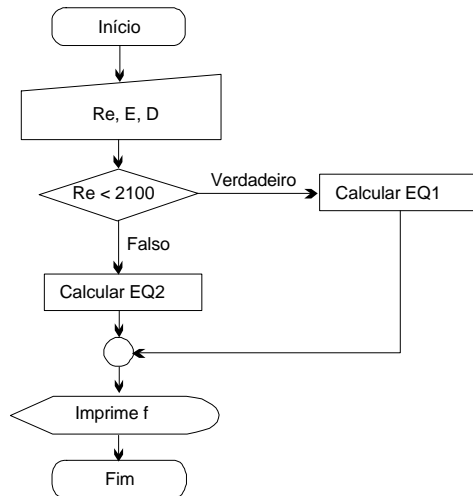 Início
Re, E, D
Re < 2100
Verdadeiro
Calcular EQ1
Falso
Calcular EQ2
Imprime f
Fim